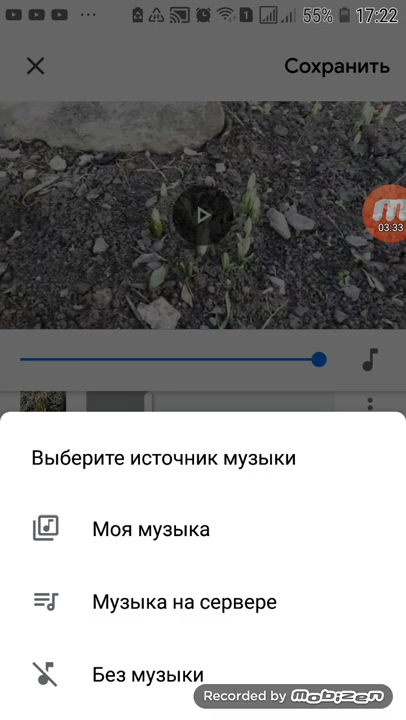 55% 17:22
Сохранить
03:33
Выберите источник музыки
Моя музыка
Музыка на сервере
Без музыки
Recorded by mobizen